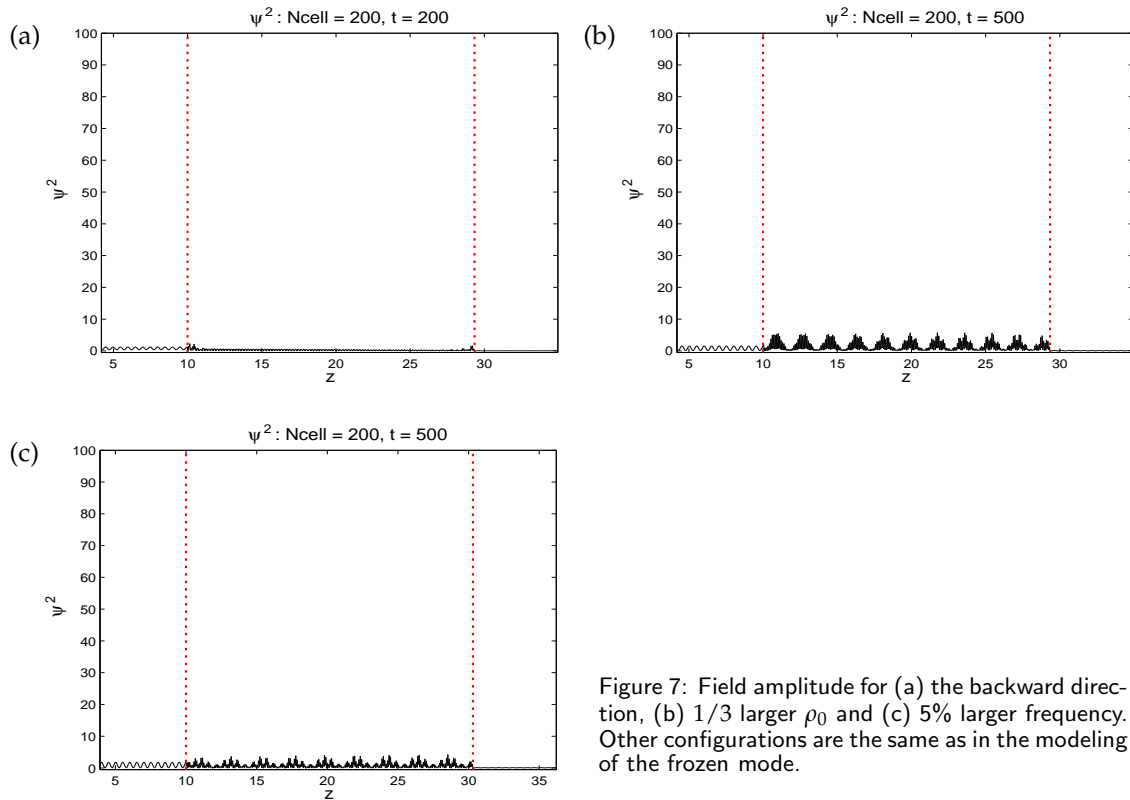 (a)
ψ²: Ncell = 200, t = 200
100
90
80
70
60
50
40
30
20
10
0
ψ²
5 10 15 20 25 30
z
(b)
ψ²: Ncell = 200, t = 500
100
90
80
70
60
50
40
30
20
10
0
ψ²
5 10 15 20 25 30
z
(c)
ψ²: Ncell = 200, t = 500
100
90
80
70
60
50
40
30
20
10
0
ψ²
5 10 15 20 25 30 35
z
Figure 7: Field amplitude for (a) the backward direc-
tion, (b) 1/3 larger ρ₀ and (c) 5% larger frequency.
Other configurations are the same as in the modeling
of the frozen mode.